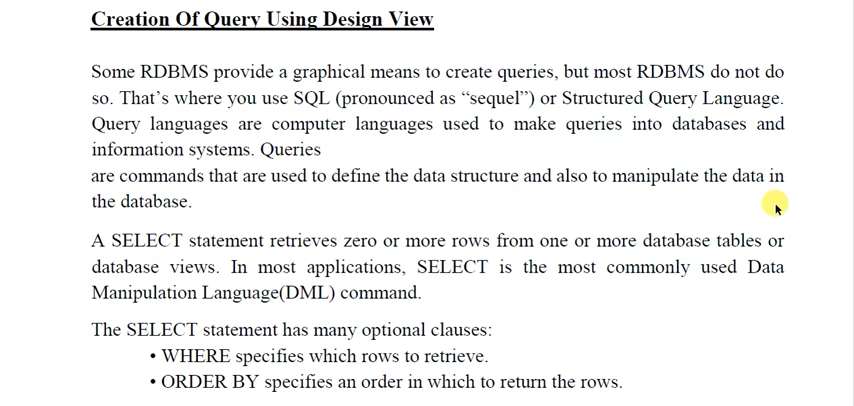 Creation Of Query Using Design View
Some RDBMS provide a graphical means to create queries, but most RDBMS do not do
so. That’s where you use SQL (pronounced as “sequel”) or Structured Query Language.
Query languages are computer languages used to make queries into databases and
information systems. Queries
are commands that are used to define the data structure and also to manipulate the data in
the database.
A SELECT statement retrieves zero or more rows from one or more database tables or
database views. In most applications, SELECT is the most commonly used Data
Manipulation Language(DML) command.
The SELECT statement has many optional clauses:
• WHERE specifies which rows to retrieve.
• ORDER BY specifies an order in which to return the rows.